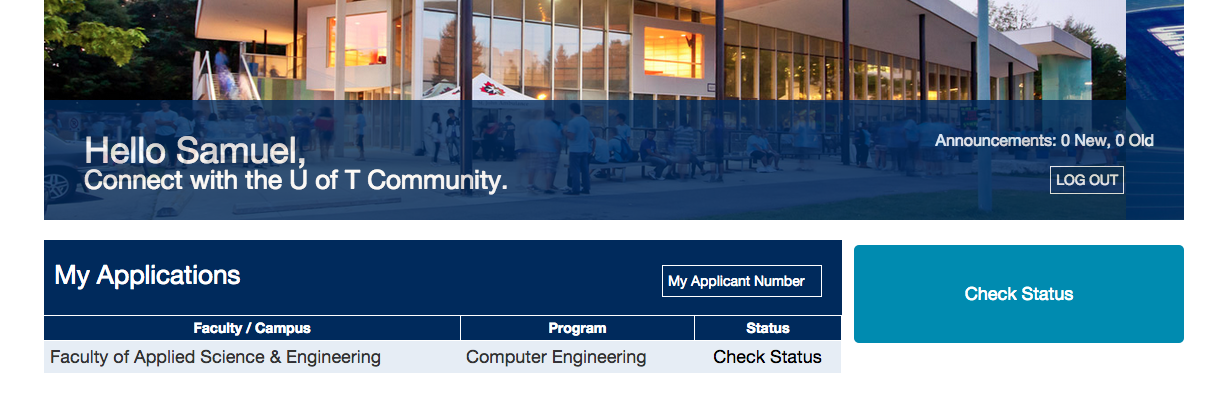 Hello Samuel,
Connect with the U of T Community.
Announcements: 0 New, 0 Old
LOG OUT
My Applications
My Applicant Number
Check Status
Faculty / Campus Program Status
Faculty of Applied Science & Engineering Computer Engineering Check Status